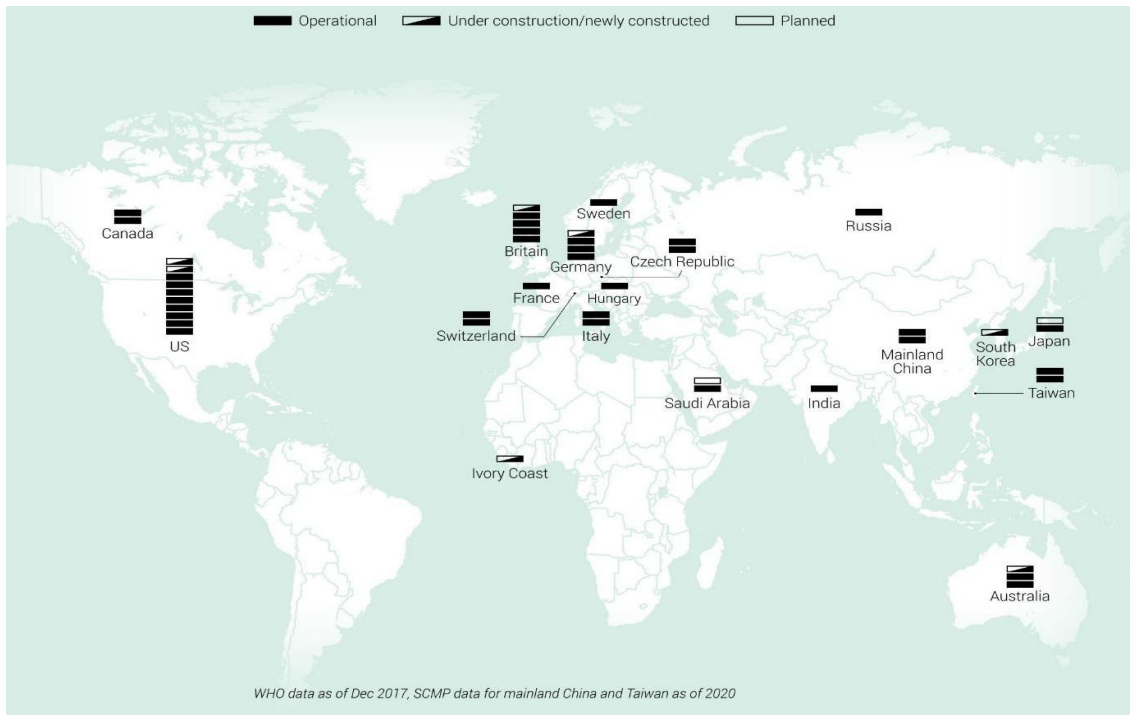 Operational Under construction/newly constructed Planned
Canada
US
Britain
Sweden
Germany
Czech Republic
Russia
France
Hungary
Switzerland
Italy
Mainland
China
South
Korea
Japan
Saudi Arabia
India
Taiwan
Ivory Coast
Australia
WHO data as of Dec 2017, SCMP data for mainland China and Taiwan as of 2020